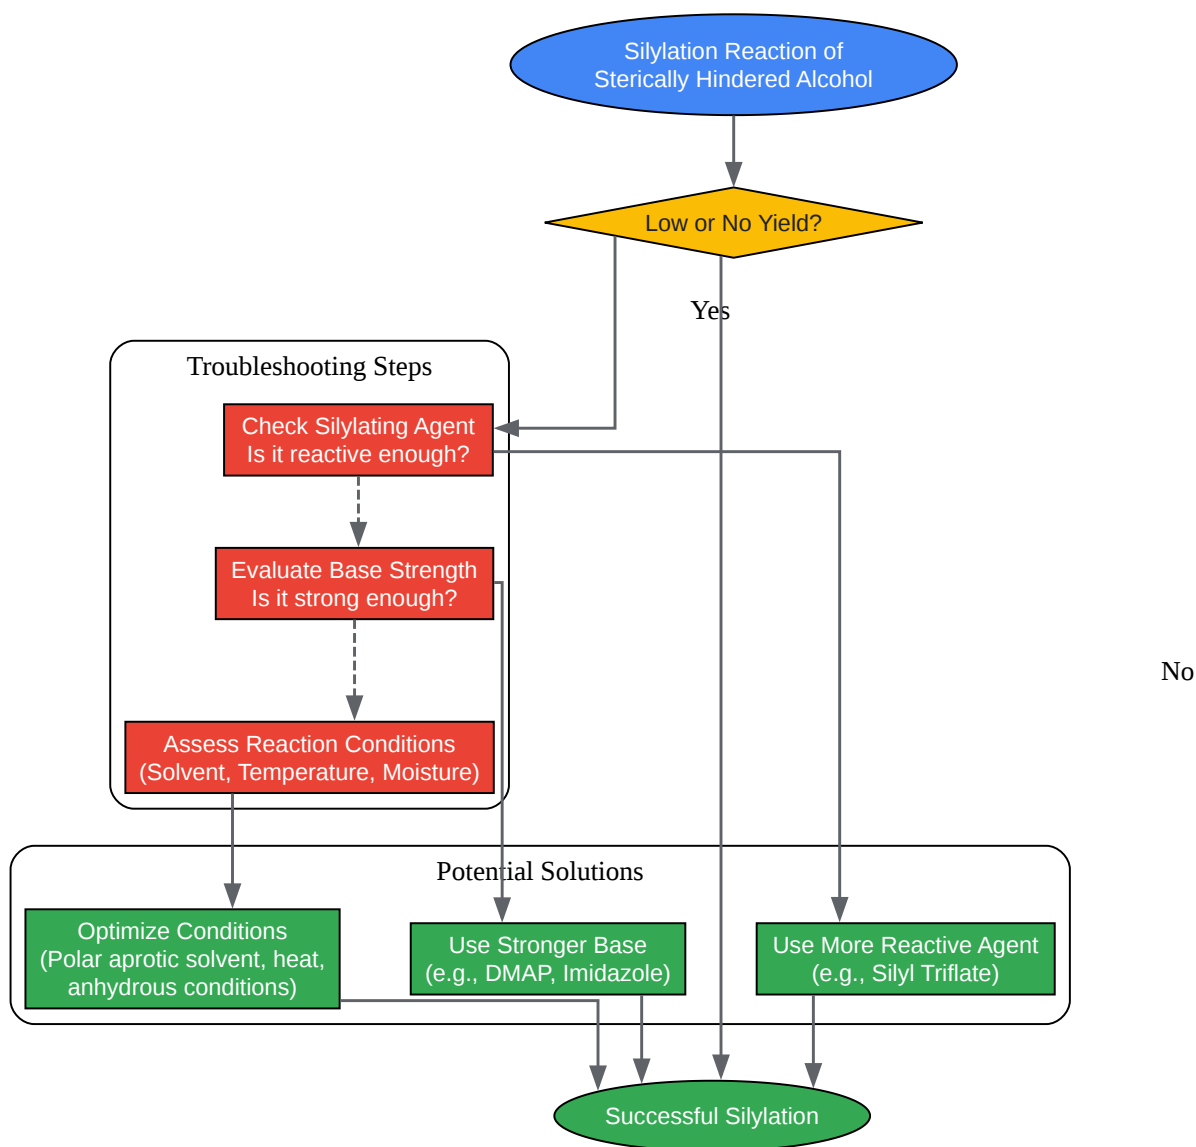 Silylation Reaction of
Sterically Hindered Alcohol
Low or No Yield?
Yes
Troubleshooting Steps
Check Silylating Agent
Is it reactive enough?
Evaluate Base Strength
Is it strong enough?
No
Assess Reaction Conditions
(Solvent, Temperature, Moisture)
Potential Solutions
Optimize Conditions
(Polar aprotic solvent, heat,
anhydrous conditions)
Use Stronger Base
(e.g., DMAP, Imidazole)
Use More Reactive Agent
(e.g., Silyl Triflate)
Successful Silylation